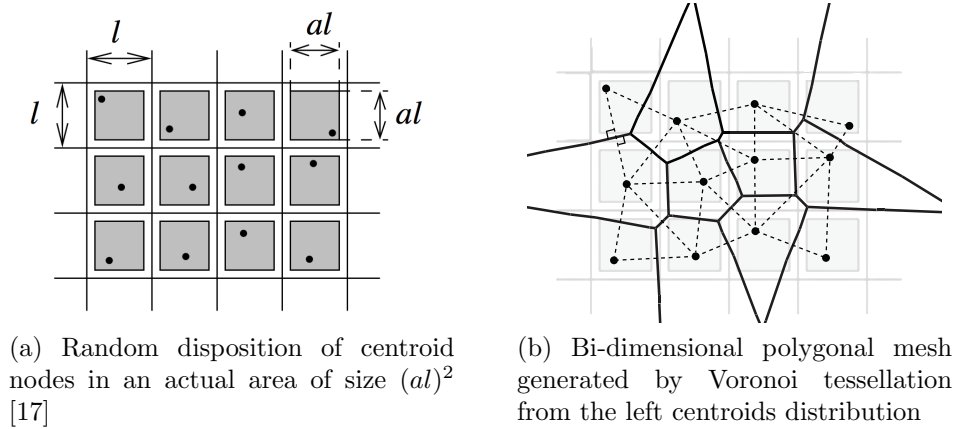 l
al
l
al
(a) Random disposition of centroid
nodes in an actual area of size (al)²
[17]
(b) Bi-dimensional polygonal mesh
generated by Voronoi tessellation
from the left centroids distribution